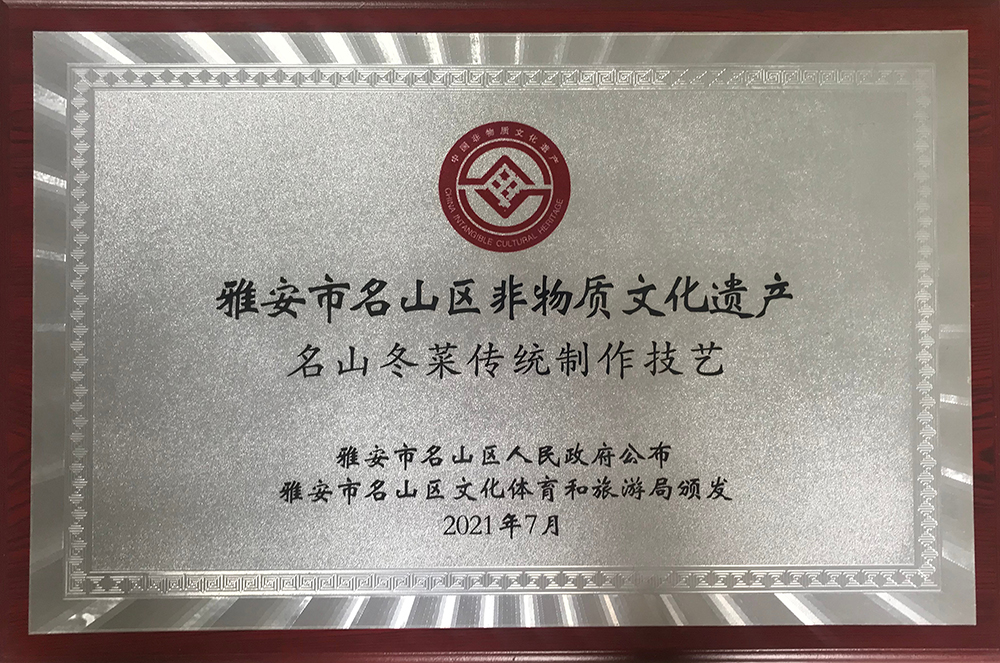 中国非物质文化遗产
CHINA INTANGIBLE CULTURAL HERITAGE
雅安市名山区非物质文化遗产
名山冬菜传统制作技艺
雅安市名山区人民政府公布
雅安市名山区文化体育和旅游局颁发
2021年7月